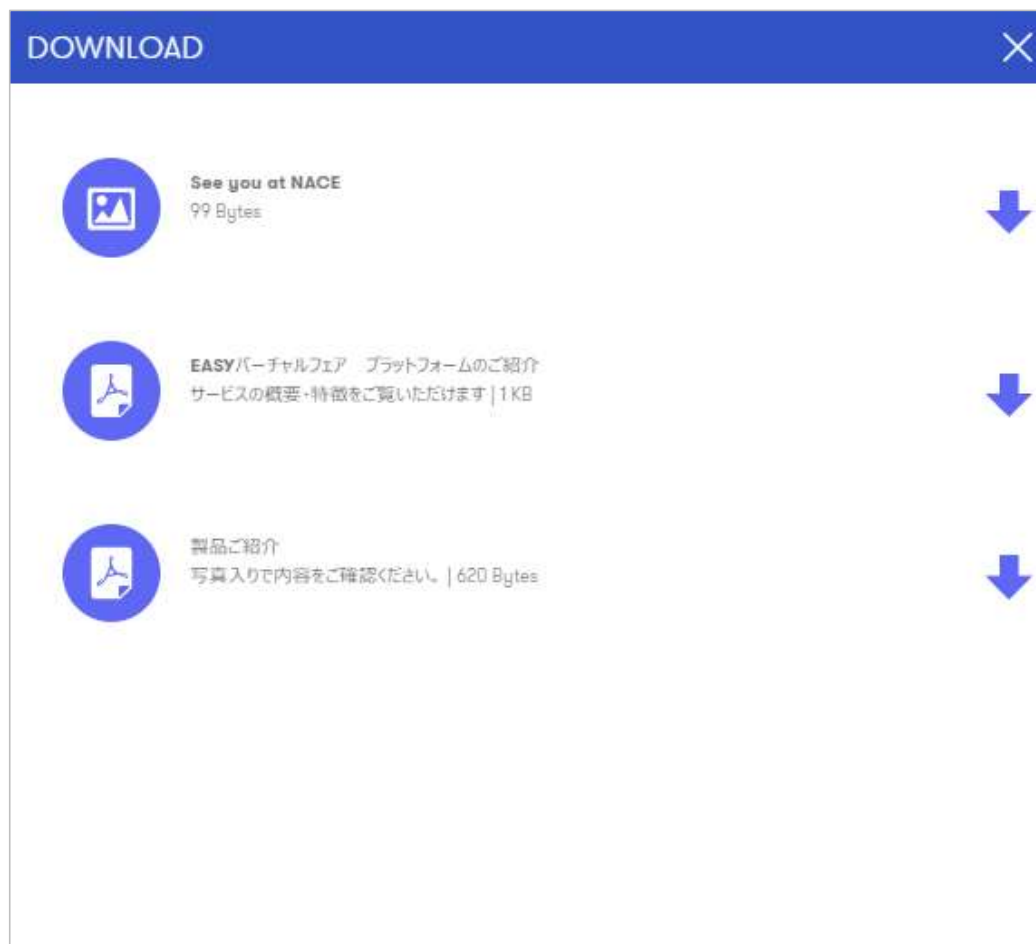 DOWNLOAD
See you at NACE
99 Bytes
EASYバーチャルフェア　プラットフォームのご紹介
サービスの概要・特徴をご覧いただけます | 1 KB
製品ご紹介
写真入りで内容をご確認ください。 | 620 Bytes